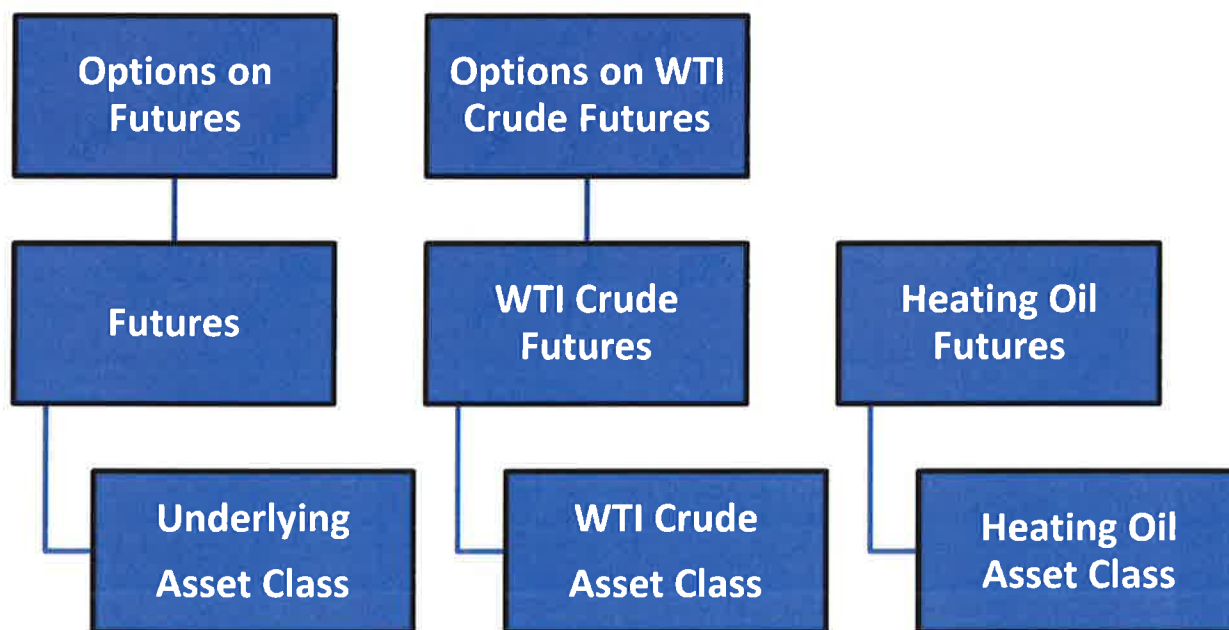 Options on
Futures
Options on WTI
Crude Futures
Futures
WTI Crude
Futures
Heating Oil
Futures
Underlying
Asset Class
WTI Crude
Asset Class
Heating Oil
Asset Class